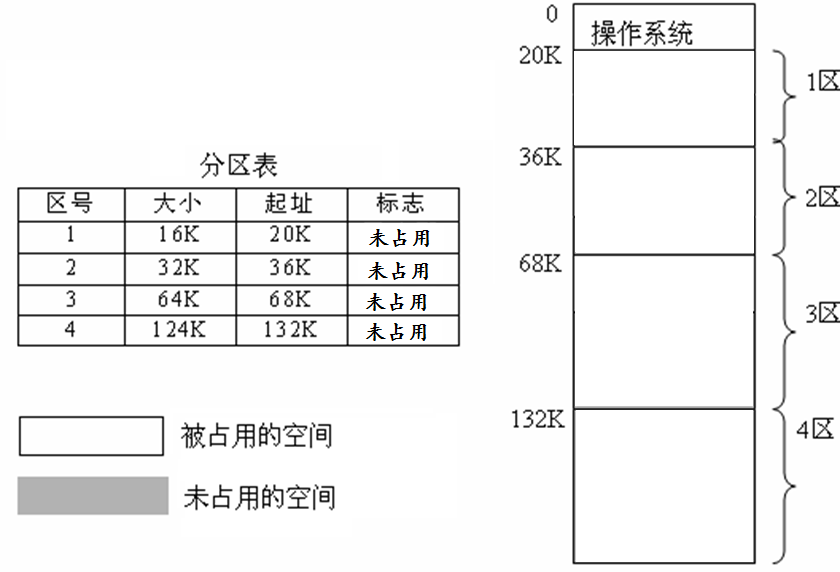 分区表
区号 大小 起址 标志
1 16K 20K 未占用
2 32K 36K 未占用
3 64K 68K 未占用
4 124K 132K 未占用
被占用的空间
未占用的空间
0
操作系统
20K
1区
36K
2区
68K
3区
132K
4区